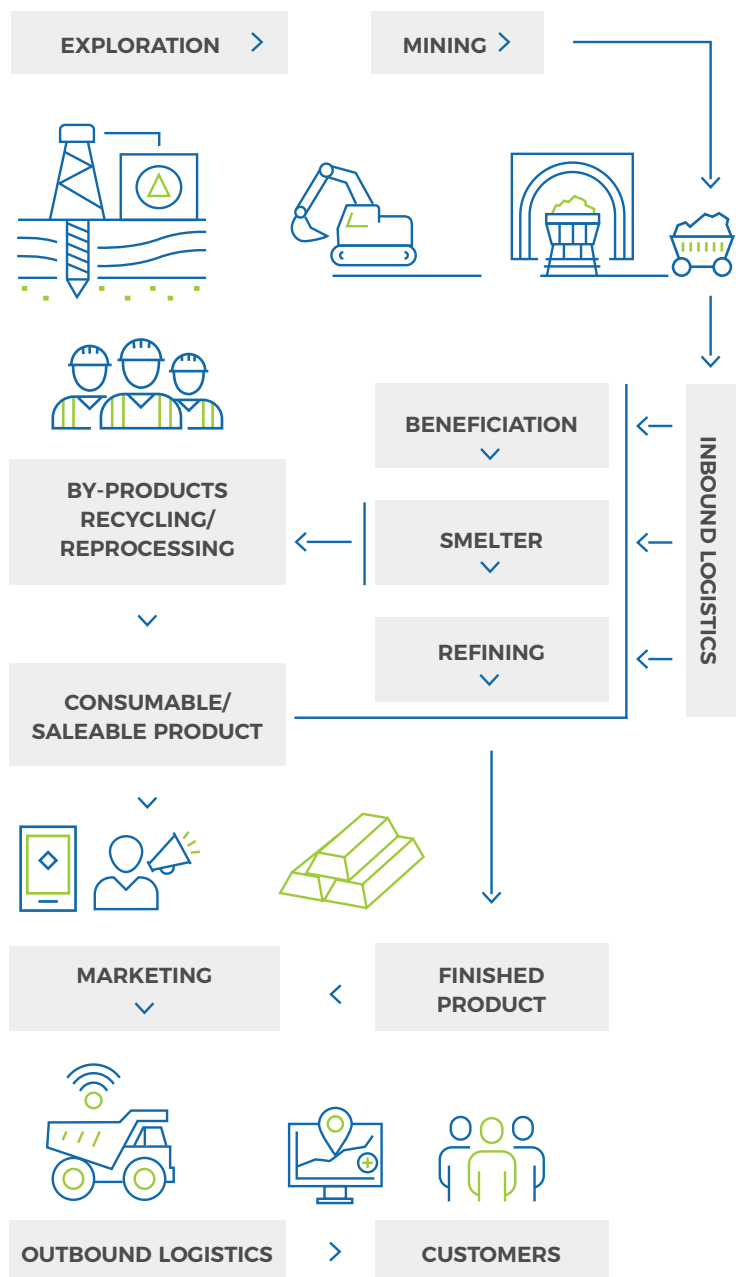 EXPLORATION
MINING
BENEFICIATION
INBOUND LOGISTICS
BY-PRODUCTS
RECYCLING/
REPROCESSING
SMELTER
REFINING
CONSUMABLE/
SALEABLE PRODUCT
MARKETING
FINISHED
PRODUCT
OUTBOUND LOGISTICS
CUSTOMERS